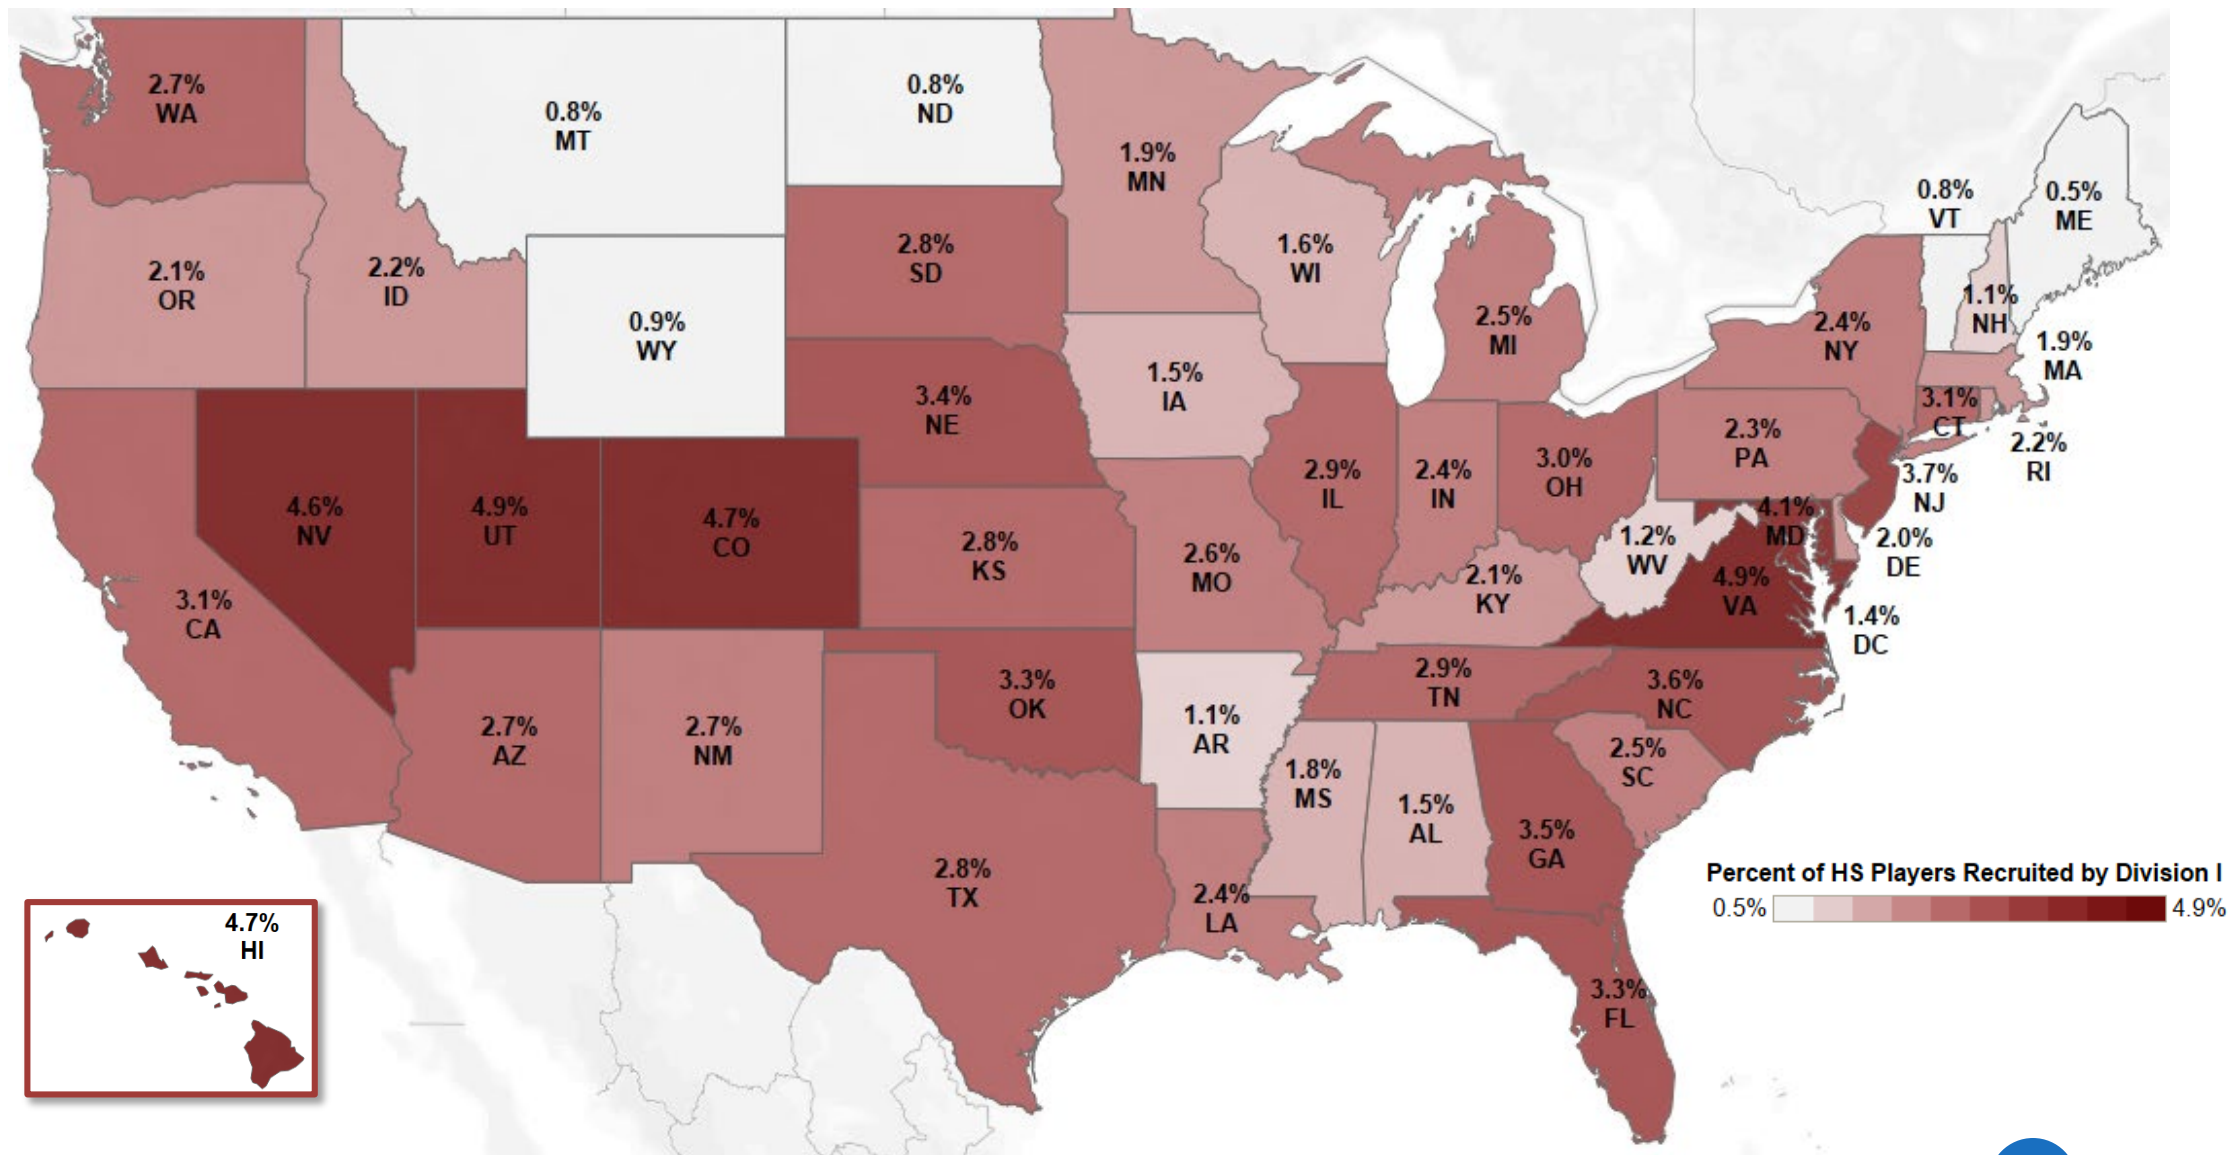 2.7%
WA
0.8%
MT
0.8%
ND
1.9%
MN
0.8%
VT
0.5%
ME
2.1%
OR
2.2%
ID
2.8%
SD
1.6%
WI
2.5%
MI
2.4%
NY
1.1%
NH
1.9%
MA
0.9%
WY
3.4%
NE
1.5%
IA
2.9%
IL
2.4%
IN
3.0%
OH
2.3%
PA
3.1%
CT
2.2%
RI
3.7%
NJ
4.6%
NV
4.9%
UT
4.7%
CO
2.8%
KS
2.6%
MO
2.1%
KY
1.2%
WV
4.1%
MD
4.9%
VA
2.0%
DE
1.4%
DC
3.1%
CA
2.7%
AZ
2.7%
NM
3.3%
OK
1.1%
AR
2.9%
TN
3.6%
NC
2.5%
SC
1.8%
MS
1.5%
AL
3.5%
GA
2.8%
TX
2.4%
LA
3.3%
FL
4.7%
HI
Percent of HS Players Recruited by Division I
0.5% 4.9%